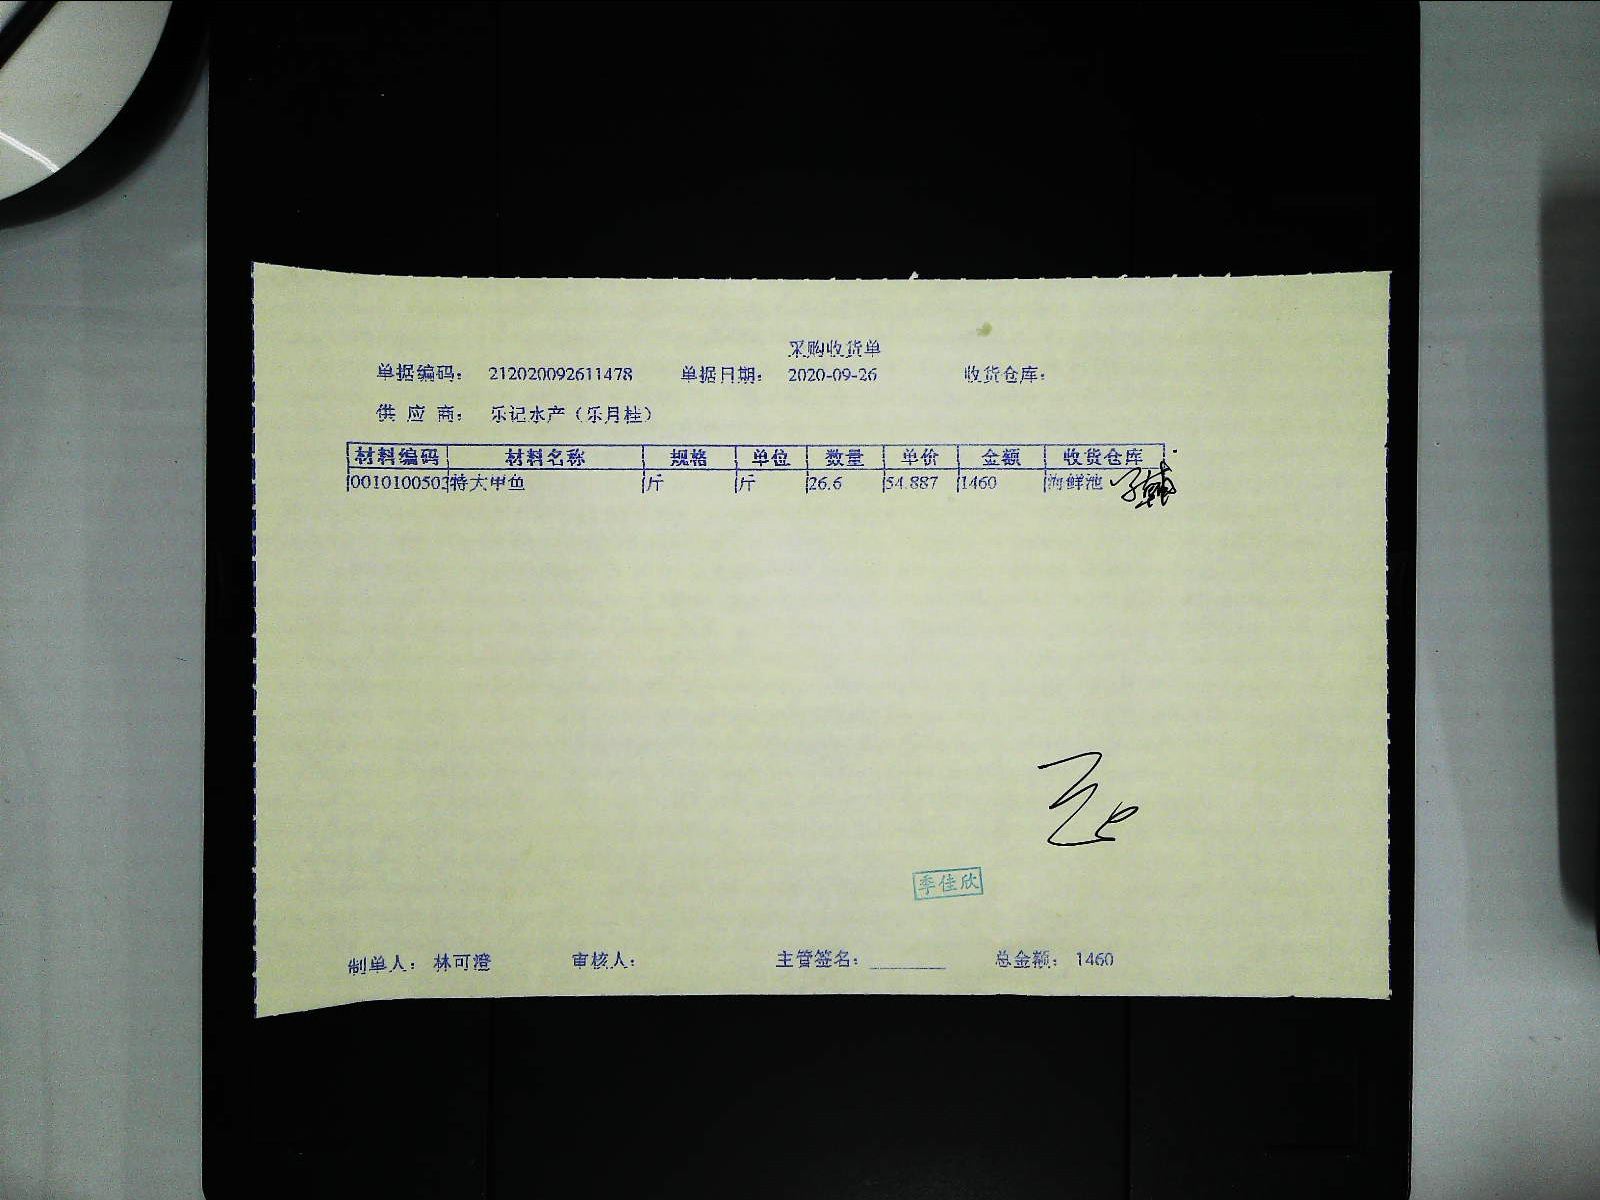 采购收货单
单据编码： 212020092611478 单据日期： 2020-09-26 收货仓库：
供 应 商： 乐记水产（乐月桂）
材料编码 材料名称 规格 单位 数量 单价 金额 收货仓库
0010100502 特大甲鱼 斤 斤 26.6 54.887 1460 海鲜池
李佳欣
制单人： 林可澄 审核人： 主管签名：________ 总金额： 1460